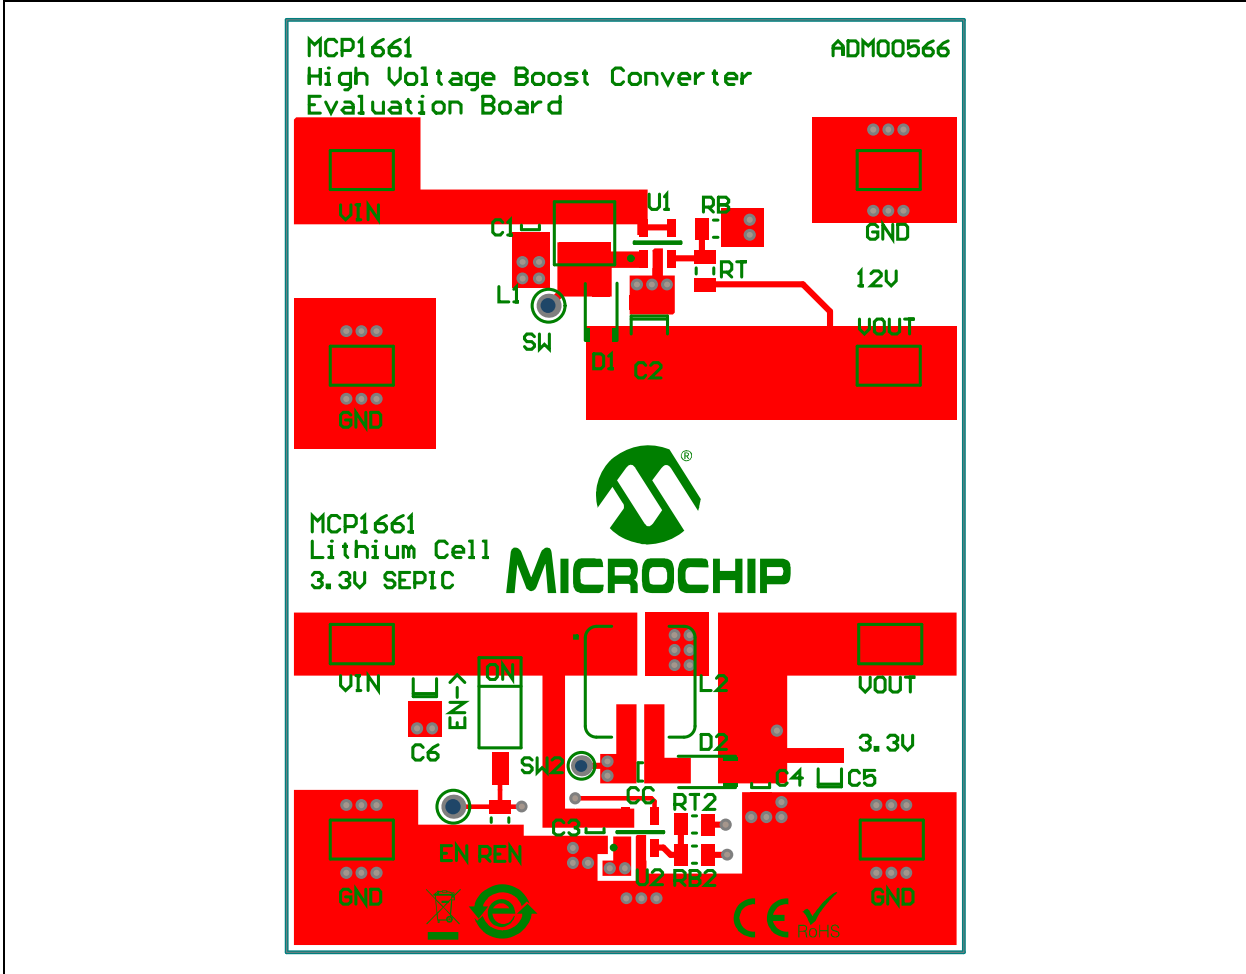 MCP1661
ADM00566
High Voltage Boost Converter
Evaluation Board
VIN
U1
RB
C1
GND
RT
12V
L1
VOUT
SW
D1
C2
GND
®
MCP1661
Lithium Cell
3.3V SEPIC
MICROCHIP
ON
VIN
EN->
L2
VOUT
C6
D2
3.3V
SW2
CC
C4
C5
RT2
C3
EN
REN
U2
RB2
GND
GND
e
CE
RoHS